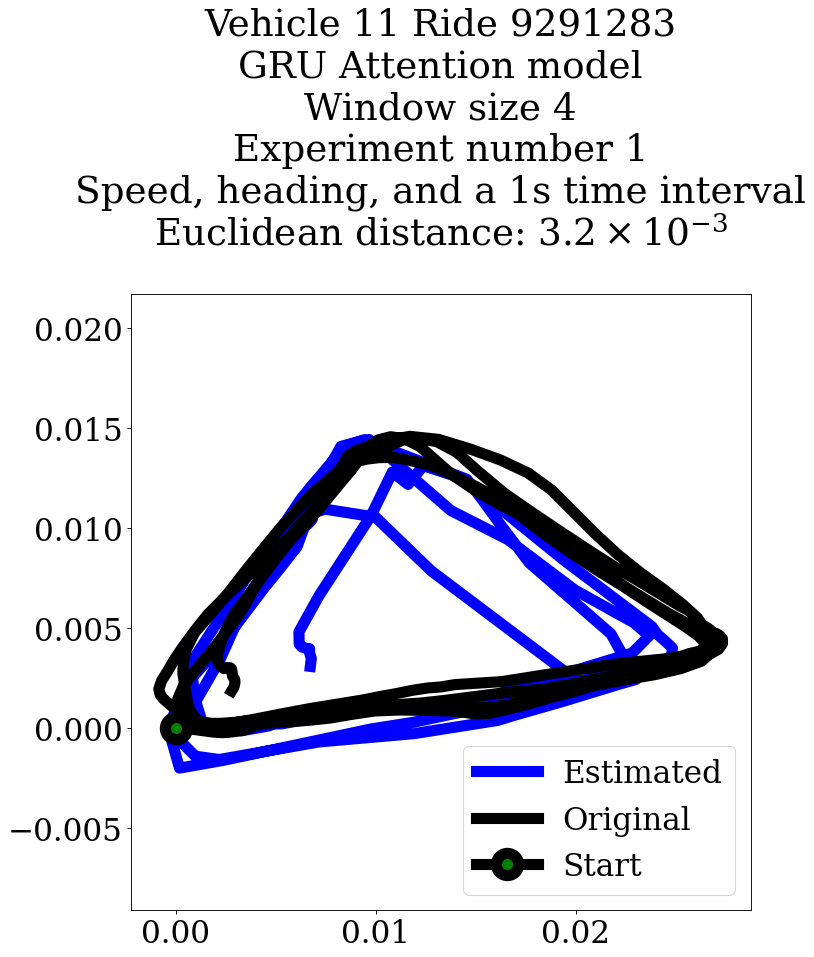 Vehicle 11 Ride 9291283
GRU Attention model
Window size 4
Experiment number 1
Speed, heading, and a 1s time interval
Euclidean distance: 3.2 × 10⁻³
0.020
0.015
0.010
0.005
0.000
−0.005
Estimated
Original
Start
0.00 0.01 0.02